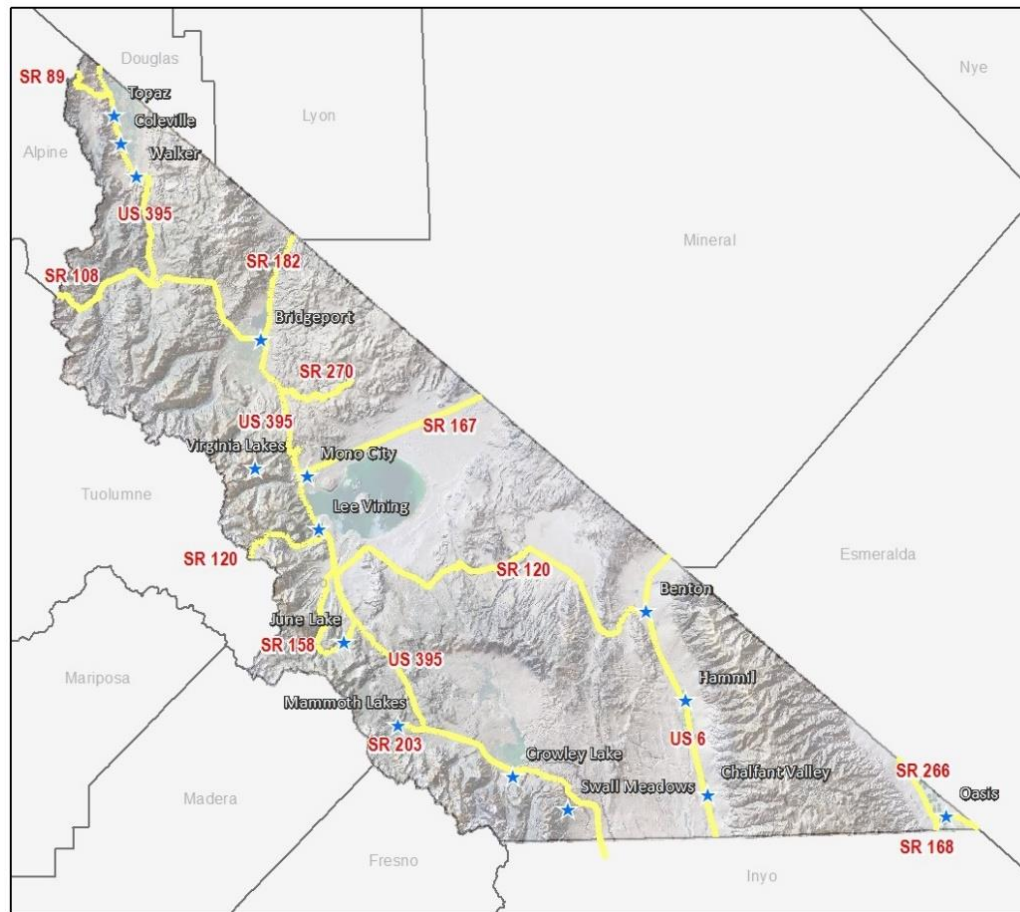 Douglas
Nye
SR 89
Topaz
Lyon
Coleville
Alpine
Walker
US 395
Mineral
SR 108
SR 182
Bridgeport
SR 270
US 395
SR 167
Virginia Lakes
Mono City
Tuolumne
Lee Vining
SR 120
Esmeralda
SR 120
Benton
June Lake
SR 158
US 395
Mariposa
Hammil
Mammoth Lakes
SR 203
US 6
Crowley Lake
Chalfant Valley
SR 266
Swall Meadows
Madera
Oasis
SR 168
Fresno
Inyo